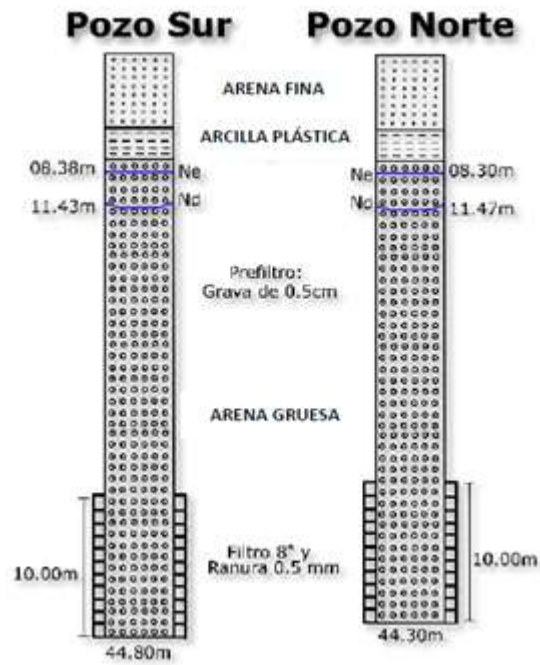 Pozo Sur Pozo Norte
ARENA FINA
ARCILLA PLÁSTICA
08.38m Ne Ne 08.30m
11.43m Nd Nd 11.47m
Prefiltro:
Grava de 0.5cm
ARENA GRUESA
10.00m Filtro 8" y 10.00m
Ranura 0.5 mm
44.80m 44.30m